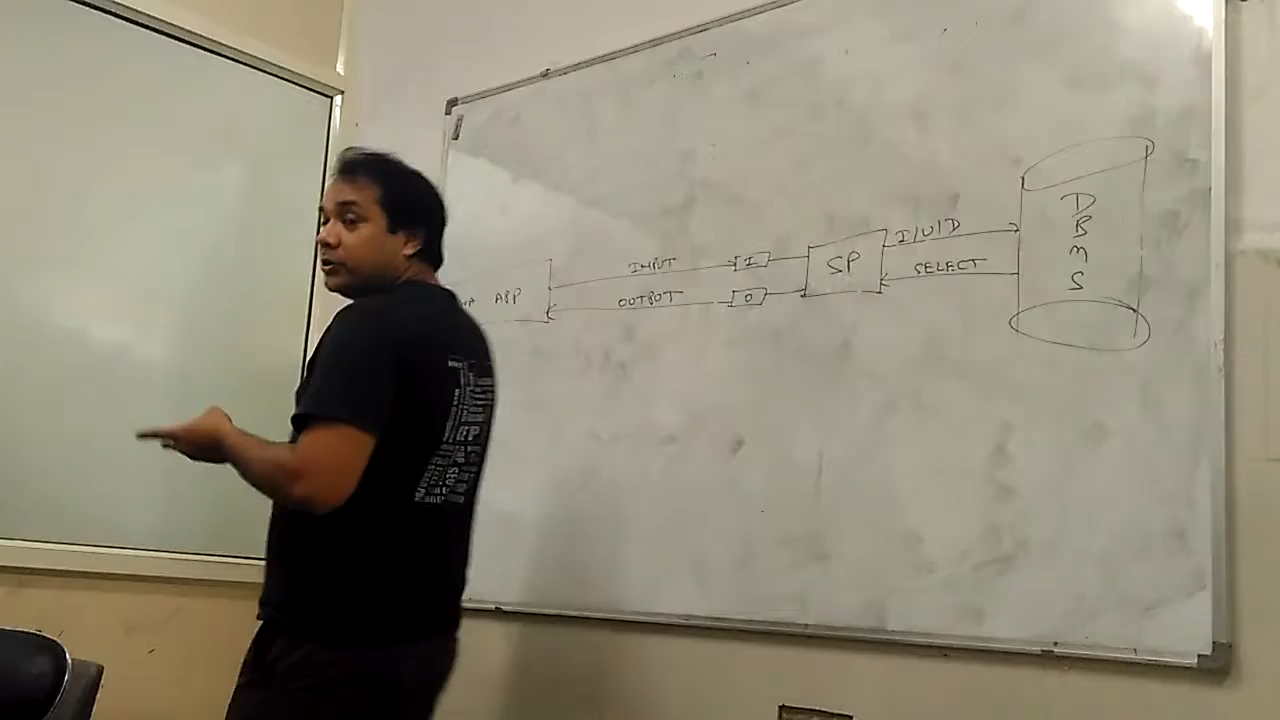 INPUT
I
OUTPUT
O
APP
SP
I/U/D
SELECT
DBMS